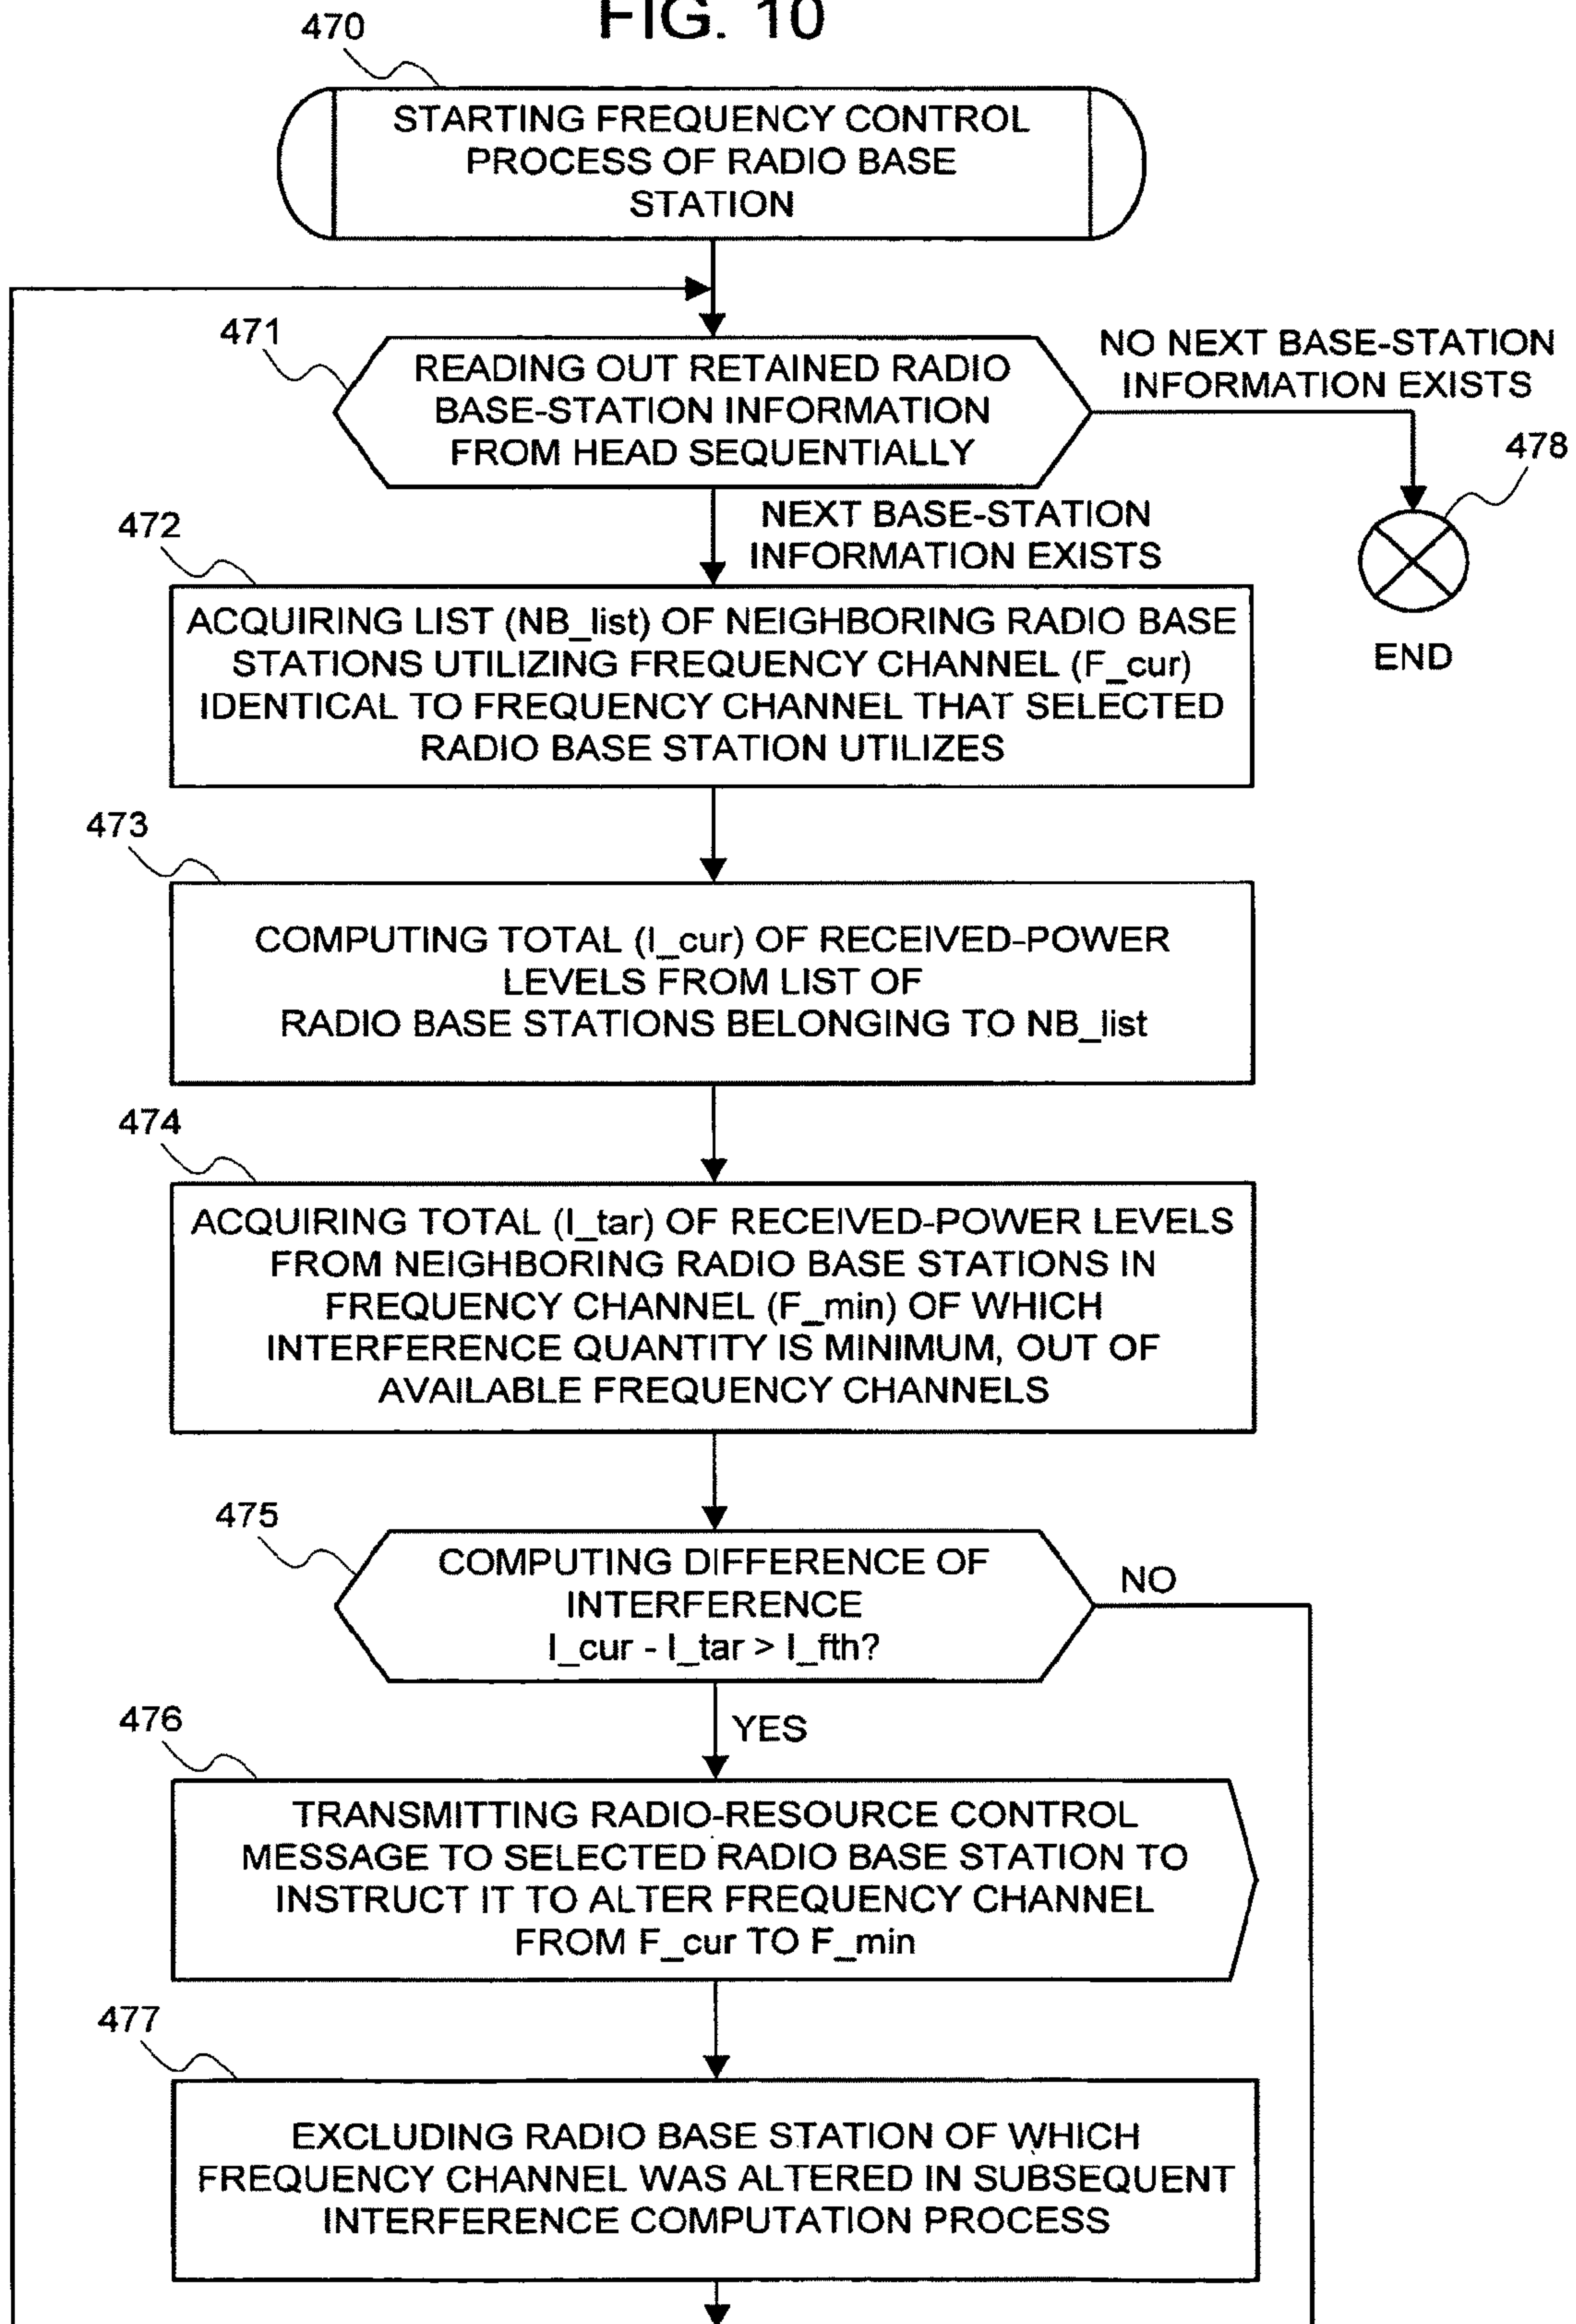 FIG. 10
470
STARTING FREQUENCY CONTROL
PROCESS OF RADIO BASE
STATION
471
READING OUT RETAINED RADIO
BASE-STATION INFORMATION
FROM HEAD SEQUENTIALLY
NO NEXT BASE-STATION
INFORMATION EXISTS
478
END
NEXT BASE-STATION
INFORMATION EXISTS
472
ACQUIRING LIST (NB_list) OF NEIGHBORING RADIO BASE
STATIONS UTILIZING FREQUENCY CHANNEL (F_cur)
IDENTICAL TO FREQUENCY CHANNEL THAT SELECTED
RADIO BASE STATION UTILIZES
473
COMPUTING TOTAL (I_cur) OF RECEIVED-POWER
LEVELS FROM LIST OF
RADIO BASE STATIONS BELONGING TO NB_list
474
ACQUIRING TOTAL (I_tar) OF RECEIVED-POWER LEVELS
FROM NEIGHBORING RADIO BASE STATIONS IN
FREQUENCY CHANNEL (F_min) OF WHICH
INTERFERENCE QUANTITY IS MINIMUM, OUT OF
AVAILABLE FREQUENCY CHANNELS
475
COMPUTING DIFFERENCE OF
INTERFERENCE
I_cur - I_tar > I_fth?
NO
YES
476
TRANSMITTING RADIO-RESOURCE CONTROL
MESSAGE TO SELECTED RADIO BASE STATION TO
INSTRUCT IT TO ALTER FREQUENCY CHANNEL
FROM F_cur TO F_min
477
EXCLUDING RADIO BASE STATION OF WHICH
FREQUENCY CHANNEL WAS ALTERED IN SUBSEQUENT
INTERFERENCE COMPUTATION PROCESS